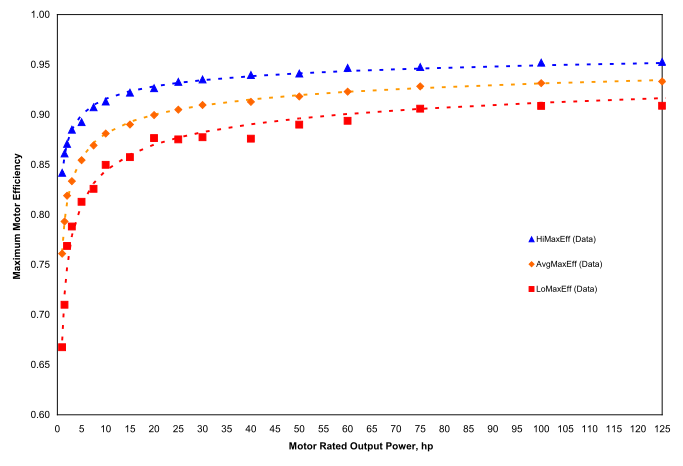 1.00
0.95
0.90
0.85
0.80
0.75
0.70
0.65
0.60
Maximum Motor Efficiency
HiMaxEff (Data)
AvgMaxEff (Data)
LoMaxEff (Data)
0 5 10 15 20 25 30 35 40 45 50 55 60 65 70 75 80 85 90 95 100 105 110 115 120 125
Motor Rated Output Power, hp